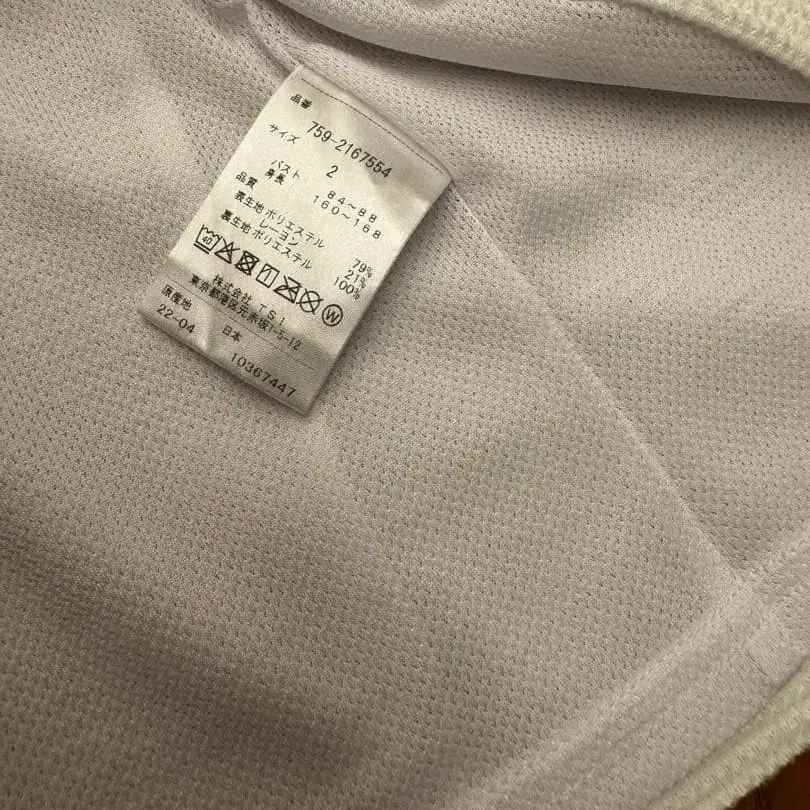 品番
759-2167554
サイズ 2
バスト 84〜88
身長 160〜168
品質
表生地 ポリエステル 79%
レーヨン 21%
裏生地 ポリエステル 100%
40 W
株式会社 TSI
東京都港区元赤坂1-5-12
原産地 日本
22-04 10367447